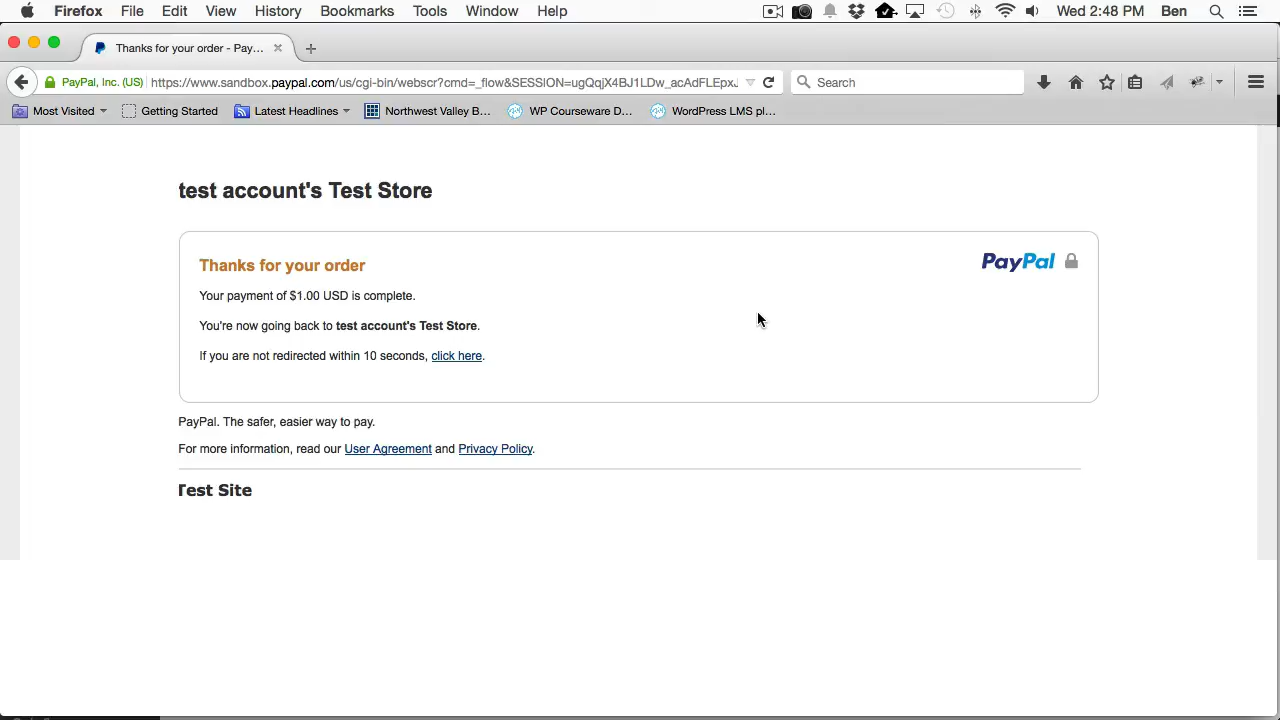 Firefox File Edit View History Bookmarks Tools Window Help Wed 2:48 PM Ben
Thanks for your order - Pay...
PayPal, Inc. (US) https://www.sandbox.paypal.com/us/cgi-bin/webscr?cmd=_flow&SESSION=ugQqjX4BJ1LDw_acAdFLEpxJ Search
Most Visited Getting Started Latest Headlines Northwest Valley B... WP Courseware D... WordPress LMS pl...
test account's Test Store
Thanks for your order
PayPal
Your payment of $1.00 USD is complete.
You're now going back to test account's Test Store.
If you are not redirected within 10 seconds, click here.
PayPal. The safer, easier way to pay.
For more information, read our User Agreement and Privacy Policy.
Test Site